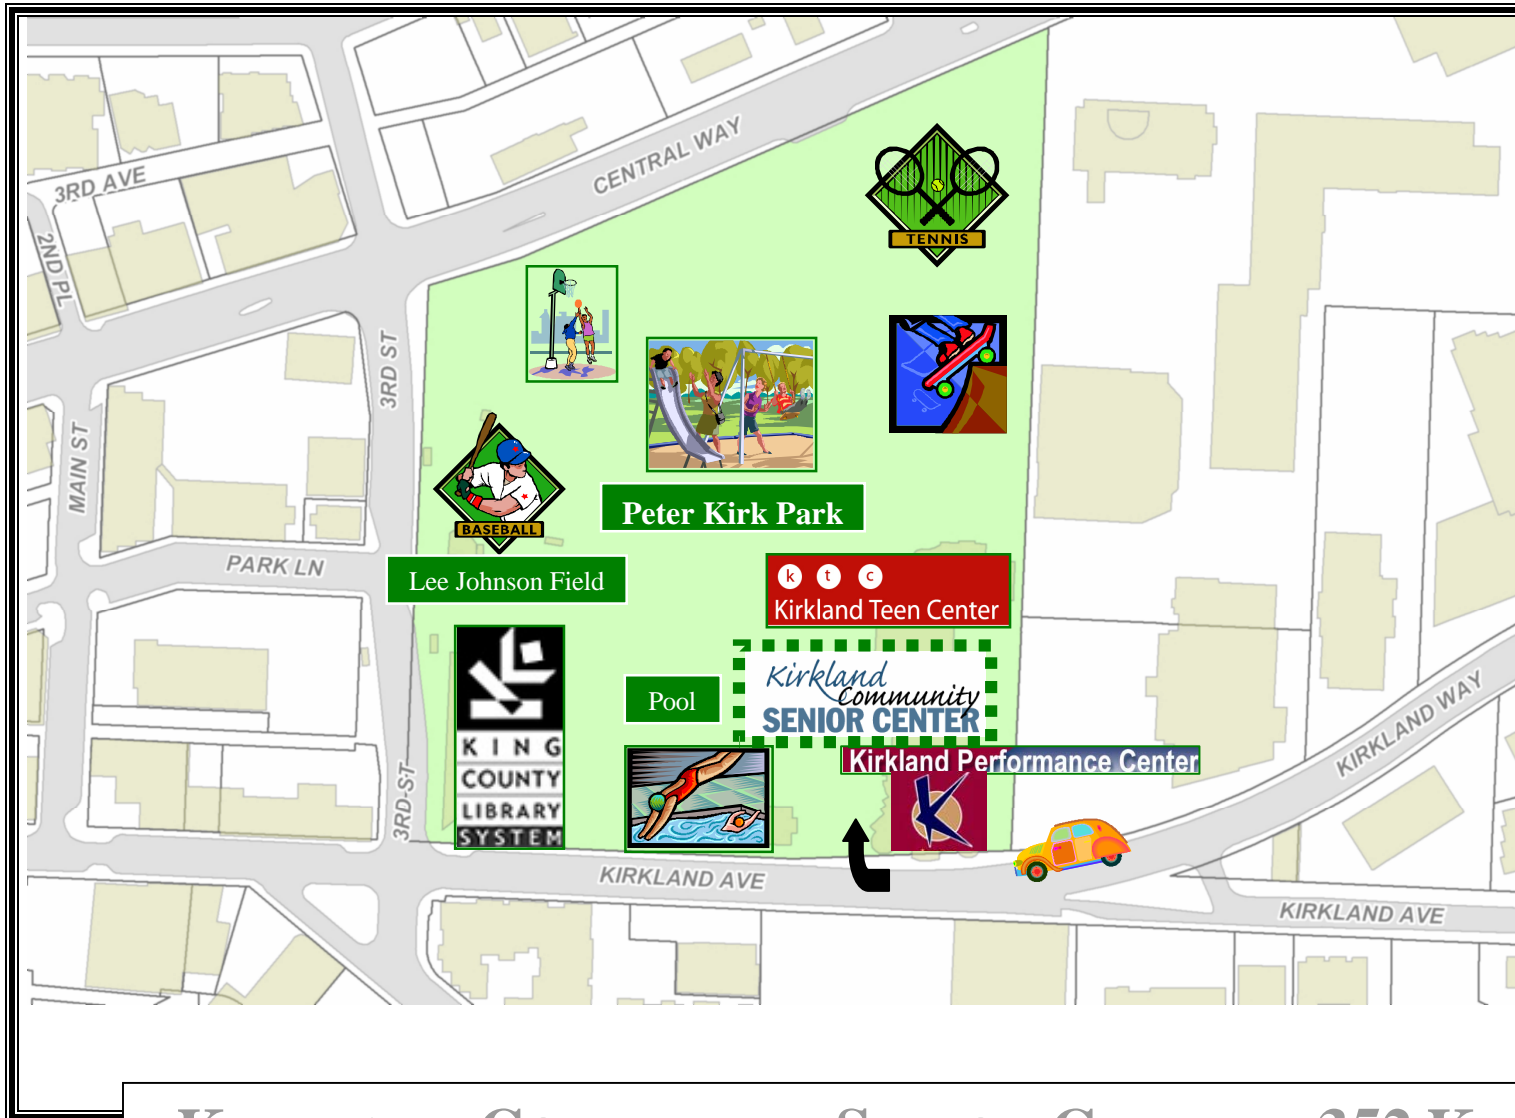 CENTRAL WAY
3RD AVE
2ND PL
TENNIS
3RD ST
MAIN ST
BASEBALL
Peter Kirk Park
PARK LN
Lee Johnson Field
k t c
Kirkland Teen Center
Kirkland
Community
SENIOR CENTER
Pool
KING
COUNTY
LIBRARY
SYSTEM
3RD ST
Kirkland Performance Center
K
KIRKLAND WAY
KIRKLAND AVE
KIRKLAND AVE